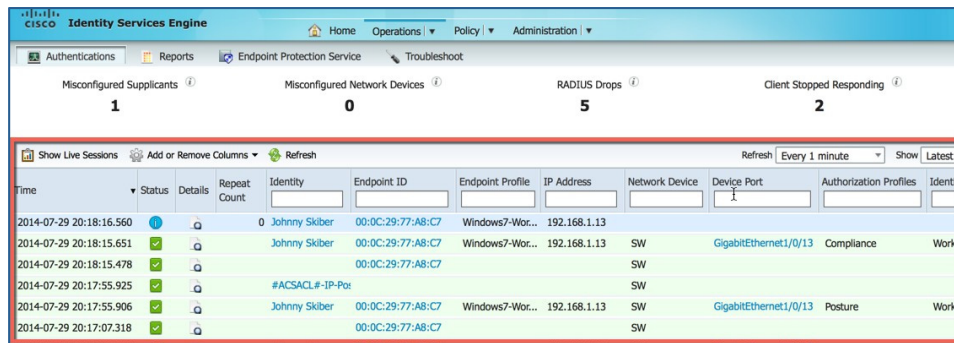 CISCO Identity Services Engine
Home Operations Policy Administration
Authentications Reports Endpoint Protection Service Troubleshoot
Misconfigured Supplicants Misconfigured Network Devices RADIUS Drops Client Stopped Responding
1 0 5 2
Show Live Sessions Add or Remove Columns Refresh Refresh Every 1 minute Show Latest
Time Status Details Repeat Count Identity Endpoint ID Endpoint Profile IP Address Network Device Device Port Authorization Profiles Identi
2014-07-29 20:18:16.560 0 Johnny Skiber 00:0C:29:77:A8:C7 Windows7-Wor... 192.168.1.13
2014-07-29 20:18:15.651 Johnny Skiber 00:0C:29:77:A8:C7 Windows7-Wor... 192.168.1.13 SW GigabitEthernet1/0/13 Compliance Work
2014-07-29 20:18:15.478 00:0C:29:77:A8:C7 SW
2014-07-29 20:17:55.925 #ACSACL#-IP-Pos SW
2014-07-29 20:17:55.906 Johnny Skiber 00:0C:29:77:A8:C7 Windows7-Wor... 192.168.1.13 SW GigabitEthernet1/0/13 Posture Work
2014-07-29 20:17:07.318 00:0C:29:77:A8:C7 SW